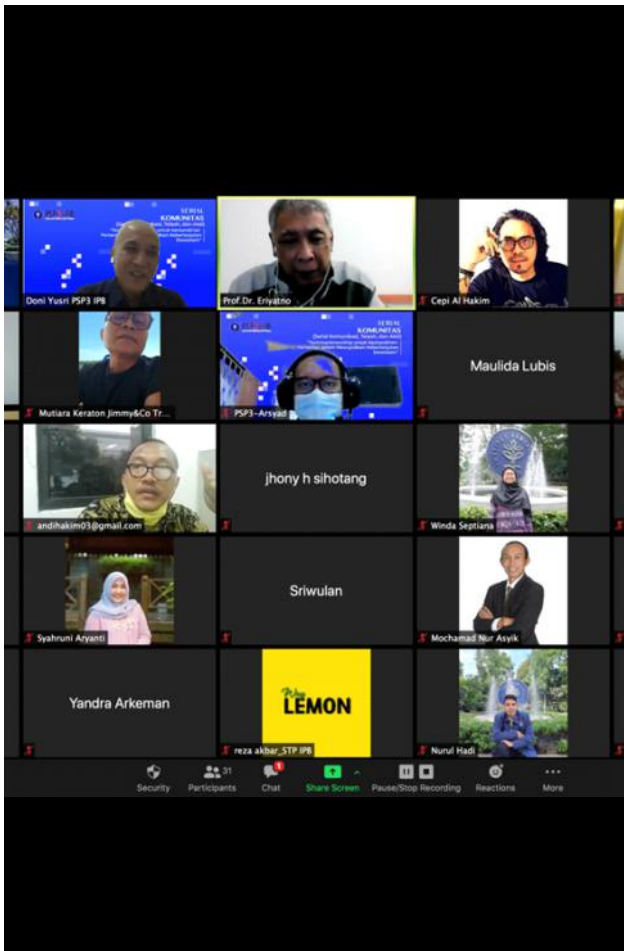 SERIAL
KOMUNITAS
Doni Yusri PSP3 IPB
Prof.Dr. Eriyatno
Cepi Al Hakim
Mutiara Keraton Jimmy&Co Tr...
SERIAL
KOMUNITAS
PSP3-Arsyad
Maulida Lubis
andihakim03@gmail.com
jhony h sihotang
Winda Septiana
Syahruni Aryanti
Sriwulan
Mochamad Nur Asyik
Yandra Arkeman
LEMON
reza akbar_STP IPB
Nurul Hadi
31
1
Security
Participants
Chat
Share Screen
Pause/Stop Recording
Reactions
More